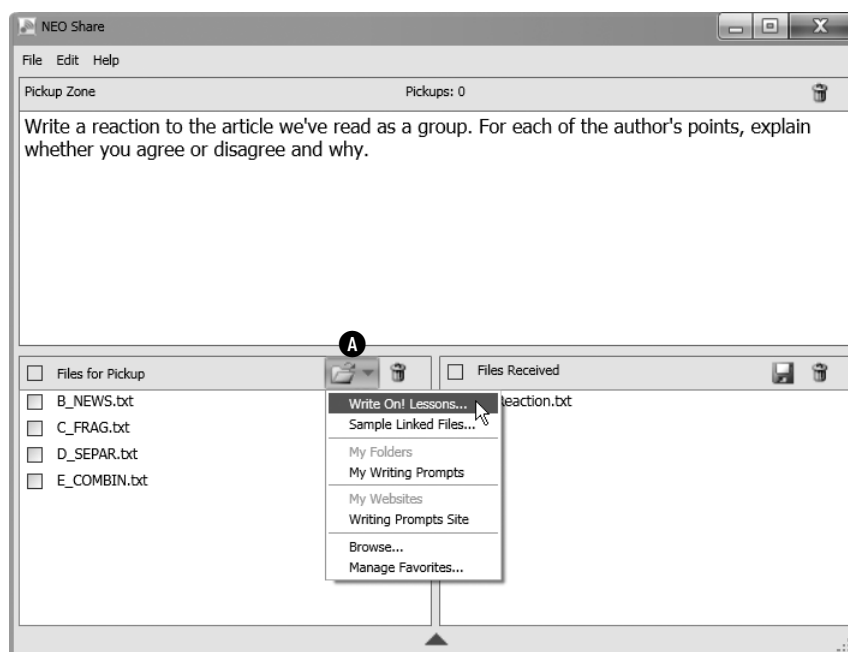 NEO Share
File Edit Help
Pickup Zone Pickups: 0
Write a reaction to the article we've read as a group. For each of the author's points, explain
whether you agree or disagree and why.
A
Files for Pickup
B_NEWS.txt
C_FRAG.txt
D_SEPAR.txt
E_COMBIN.txt
Write On! Lessons...
Sample Linked Files...
My Folders
My Writing Prompts
My Websites
Writing Prompts Site
Browse...
Manage Favorites...
Files Received
Reaction.txt